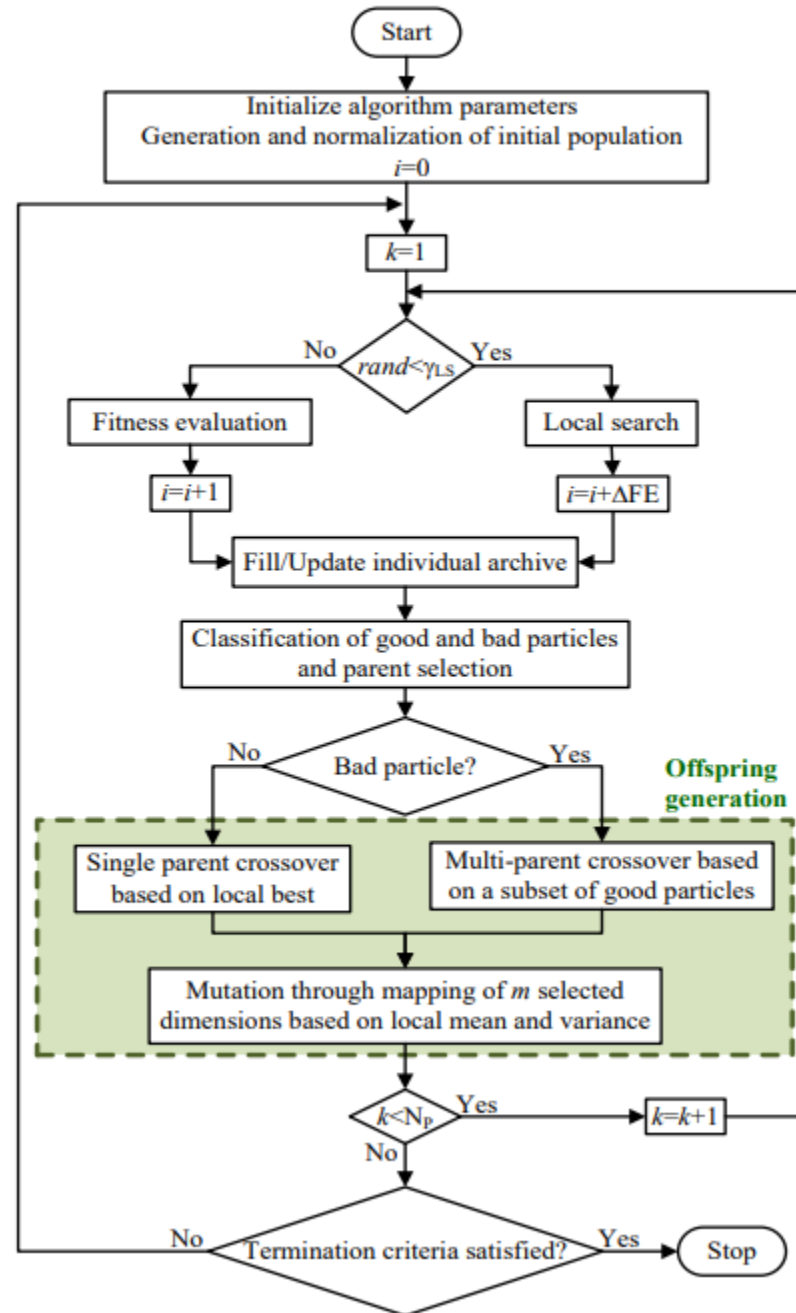 Start
Initialize algorithm parameters
Generation and normalization of initial population
i=0
k=1
No
rand<γLS
Yes
Fitness evaluation
Local search
i=i+1
i=i+ΔFE
Fill/Update individual archive
Classification of good and bad particles
and parent selection
No
Bad particle?
Yes
Offspring
generation
Single parent crossover
based on local best
Multi-parent crossover based
on a subset of good particles
Mutation through mapping of m selected
dimensions based on local mean and variance
k<NP
Yes
k=k+1
No
No
Termination criteria satisfied?
Yes
Stop